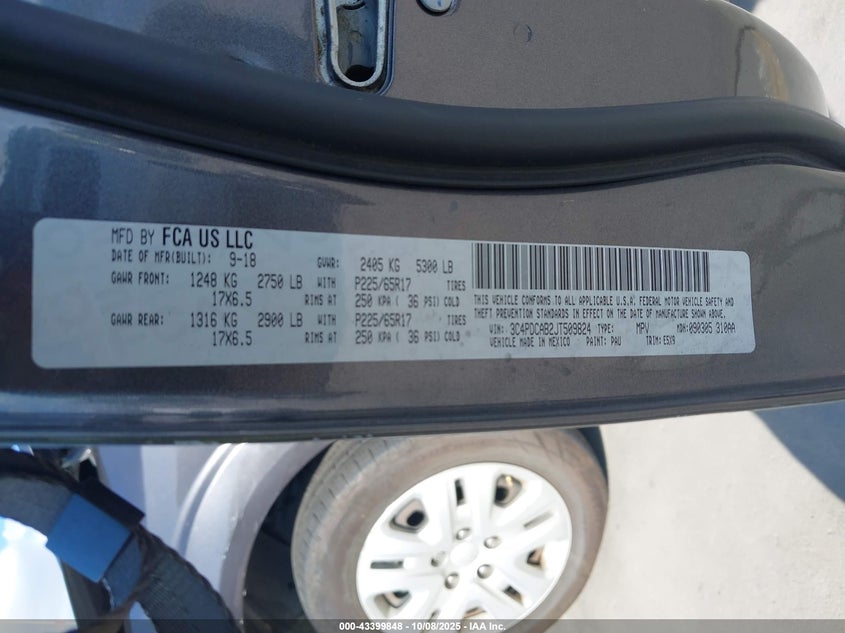 MFD BY FCA US LLC
DATE OF MFR(BUILT): 9-18 GVWR: 2405 KG 5300 LB
GAWR FRONT: 1248 KG 2750 LB WITH P225/65R17 TIRES
17X6.5 RIMS AT 250 KPA ( 36 PSI) COLD
GAWR REAR: 1316 KG 2900 LB WITH P225/65R17 TIRES
17X6.5 RIMS AT 250 KPA ( 36 PSI) COLD
THIS VEHICLE CONFORMS TO ALL APPLICABLE U.S.A. FEDERAL MOTOR VEHICLE SAFETY AND
THEFT PREVENTION STANDARDS IN EFFECT ON THE DATE OF MANUFACTURE SHOWN ABOVE.
VIN: 3C4PDCAB2JT509824 TYPE: MPV MDH: 090305 310AA
VEHICLE MADE IN MEXICO PAINT: PAU TRIM: E5X9
000-43399848 - 10/08/2025 - IAA Inc.